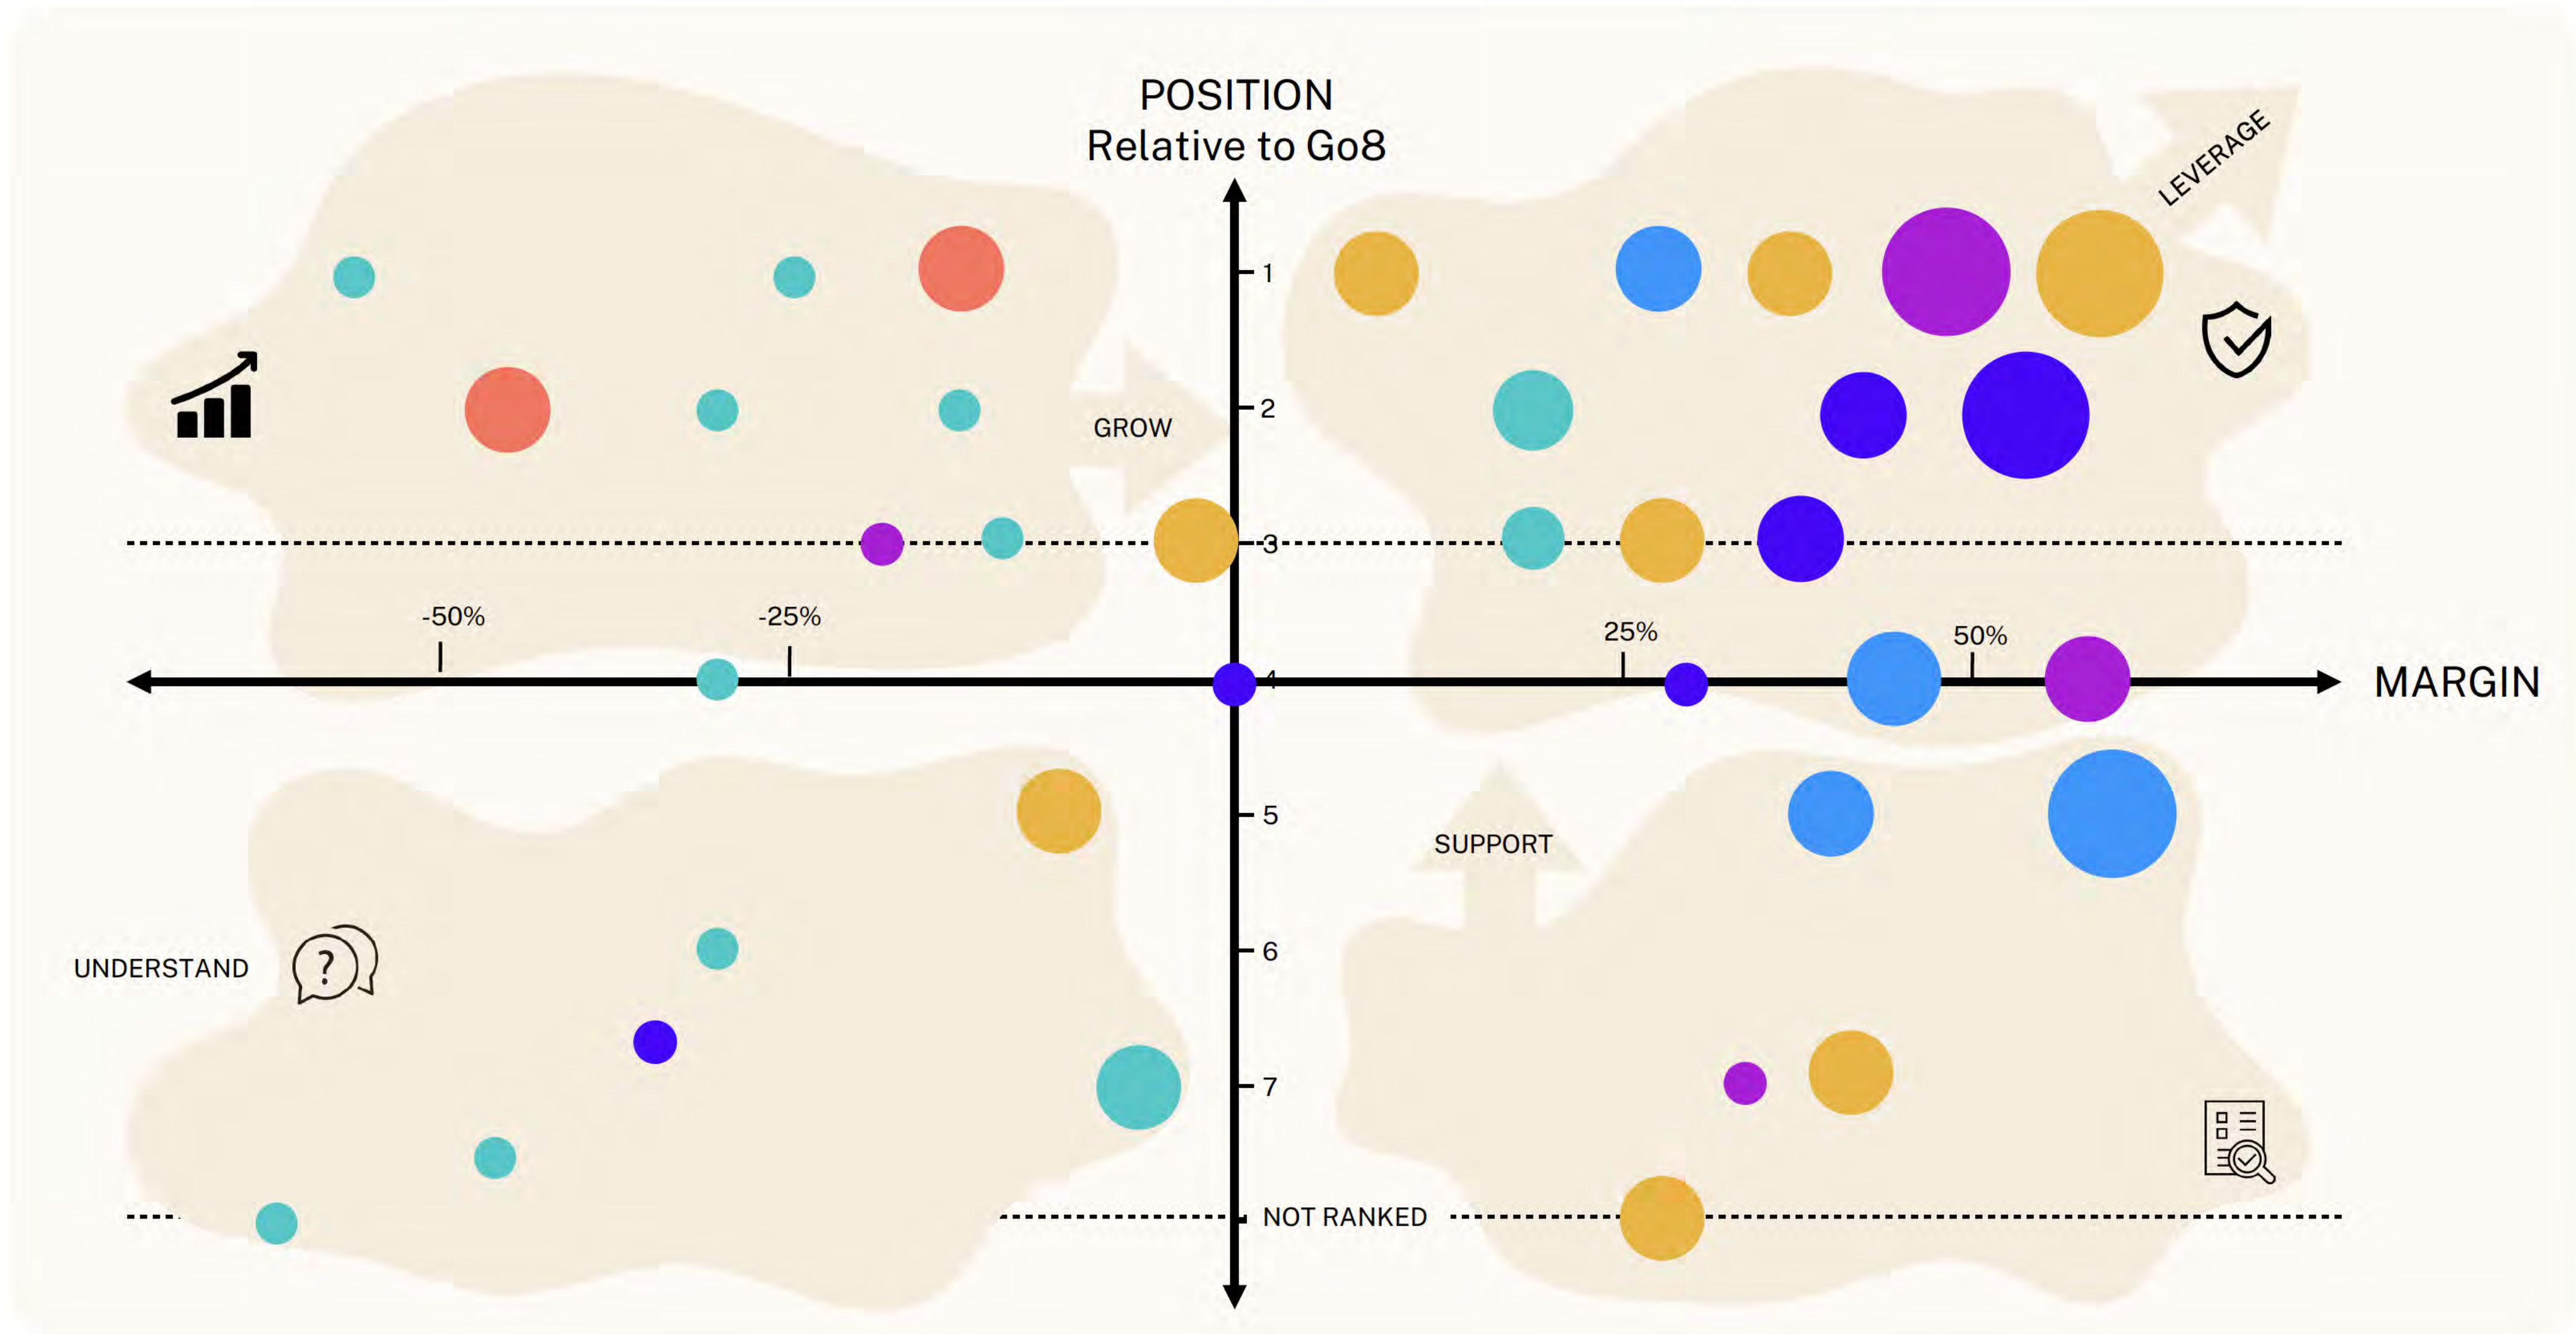 POSITION
Relative to Go8
LEVERAGE
1
2
GROW
3
-50%
-25%
25%
50%
4
MARGIN
5
SUPPORT
6
UNDERSTAND
?
7
NOT RANKED